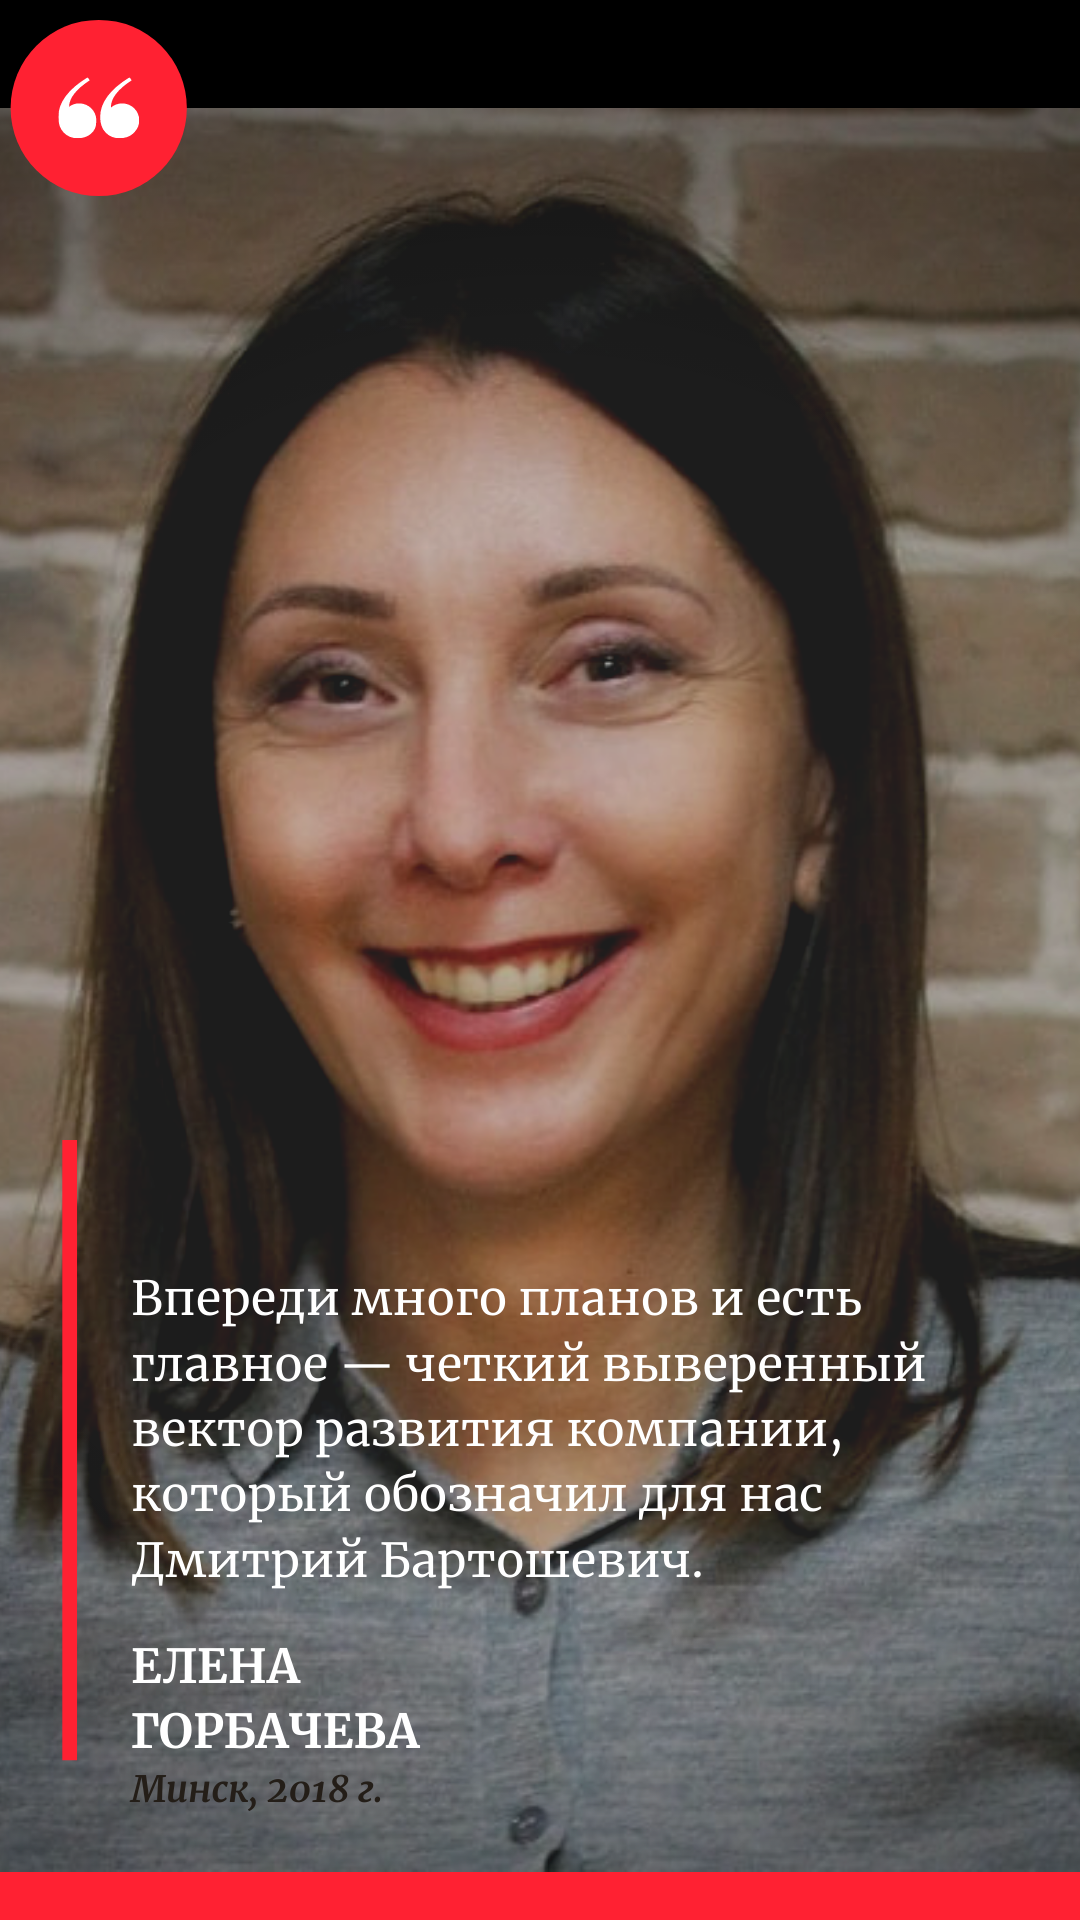 “
Впереди много планов и есть
главное — четкий выверенный
вектор развития компании,
который обозначил для нас
Дмитрий Бартошевич.
ЕЛЕНА
ГОРБАЧЕВА
Минск, 2018 г.